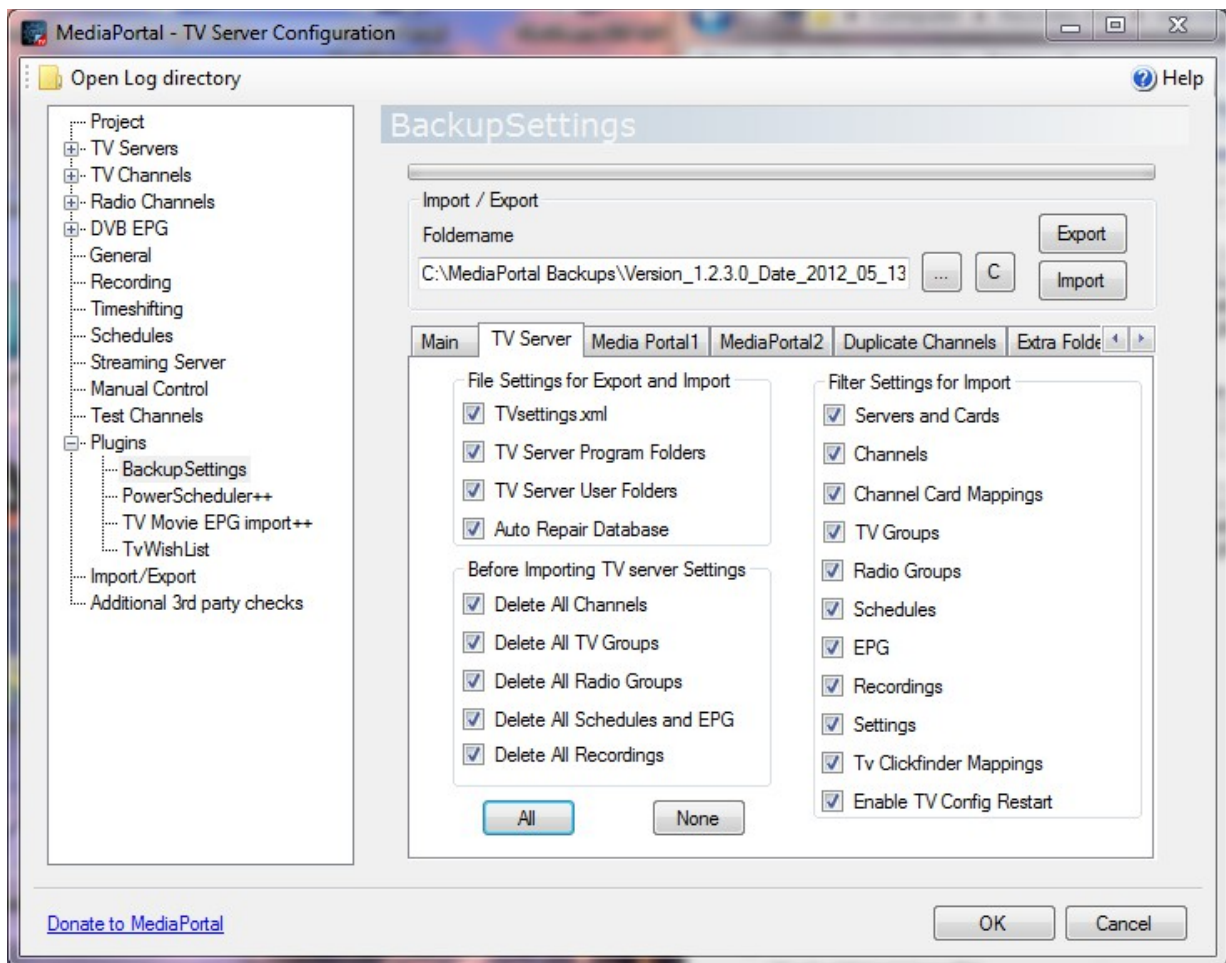 MediaPortal - TV Server Configuration
Open Log directory
Help
Project
TV Servers
TV Channels
Radio Channels
DVB EPG
General
Recording
Timeshifting
Schedules
Streaming Server
Manual Control
Test Channels
Plugins
BackupSettings
PowerScheduler++
TV Movie EPG import++
TvWishList
Import/Export
Additional 3rd party checks
BackupSettings
Import / Export
Foldername
C:\MediaPortal Backups\Version_1.2.3.0_Date_2012_05_13
...
C
Export
Import
Main TV Server Media Portal1 MediaPortal2 Duplicate Channels Extra Folde
File Settings for Export and Import
TVsettings.xml
TV Server Program Folders
TV Server User Folders
Auto Repair Database
Before Importing TV server Settings
Delete All Channels
Delete All TV Groups
Delete All Radio Groups
Delete All Schedules and EPG
Delete All Recordings
All
None
Filter Settings for Import
Servers and Cards
Channels
Channel Card Mappings
TV Groups
Radio Groups
Schedules
EPG
Recordings
Settings
Tv Clickfinder Mappings
Enable TV Config Restart
Donate to MediaPortal
OK
Cancel